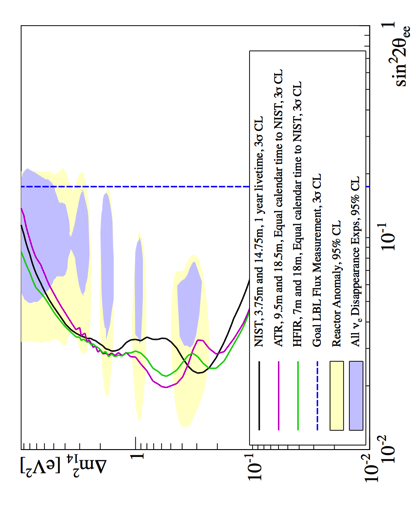 Δm²₁₄ [eV²]
1
10⁻¹
10⁻²
10⁻²
10⁻¹
1
sin²2θₑₑ
NIST, 3.75m and 14.75m, 1 year livetime, 3σ CL
ATR, 9.5m and 18.5m, Equal calendar time to NIST, 3σ CL
HFIR, 7m and 18m, Equal calendar time to NIST, 3σ CL
Goal LBL Flux Measurement, 3σ CL
Reactor Anomaly, 95% CL
All νₑ Disappearance Exps, 95% CL